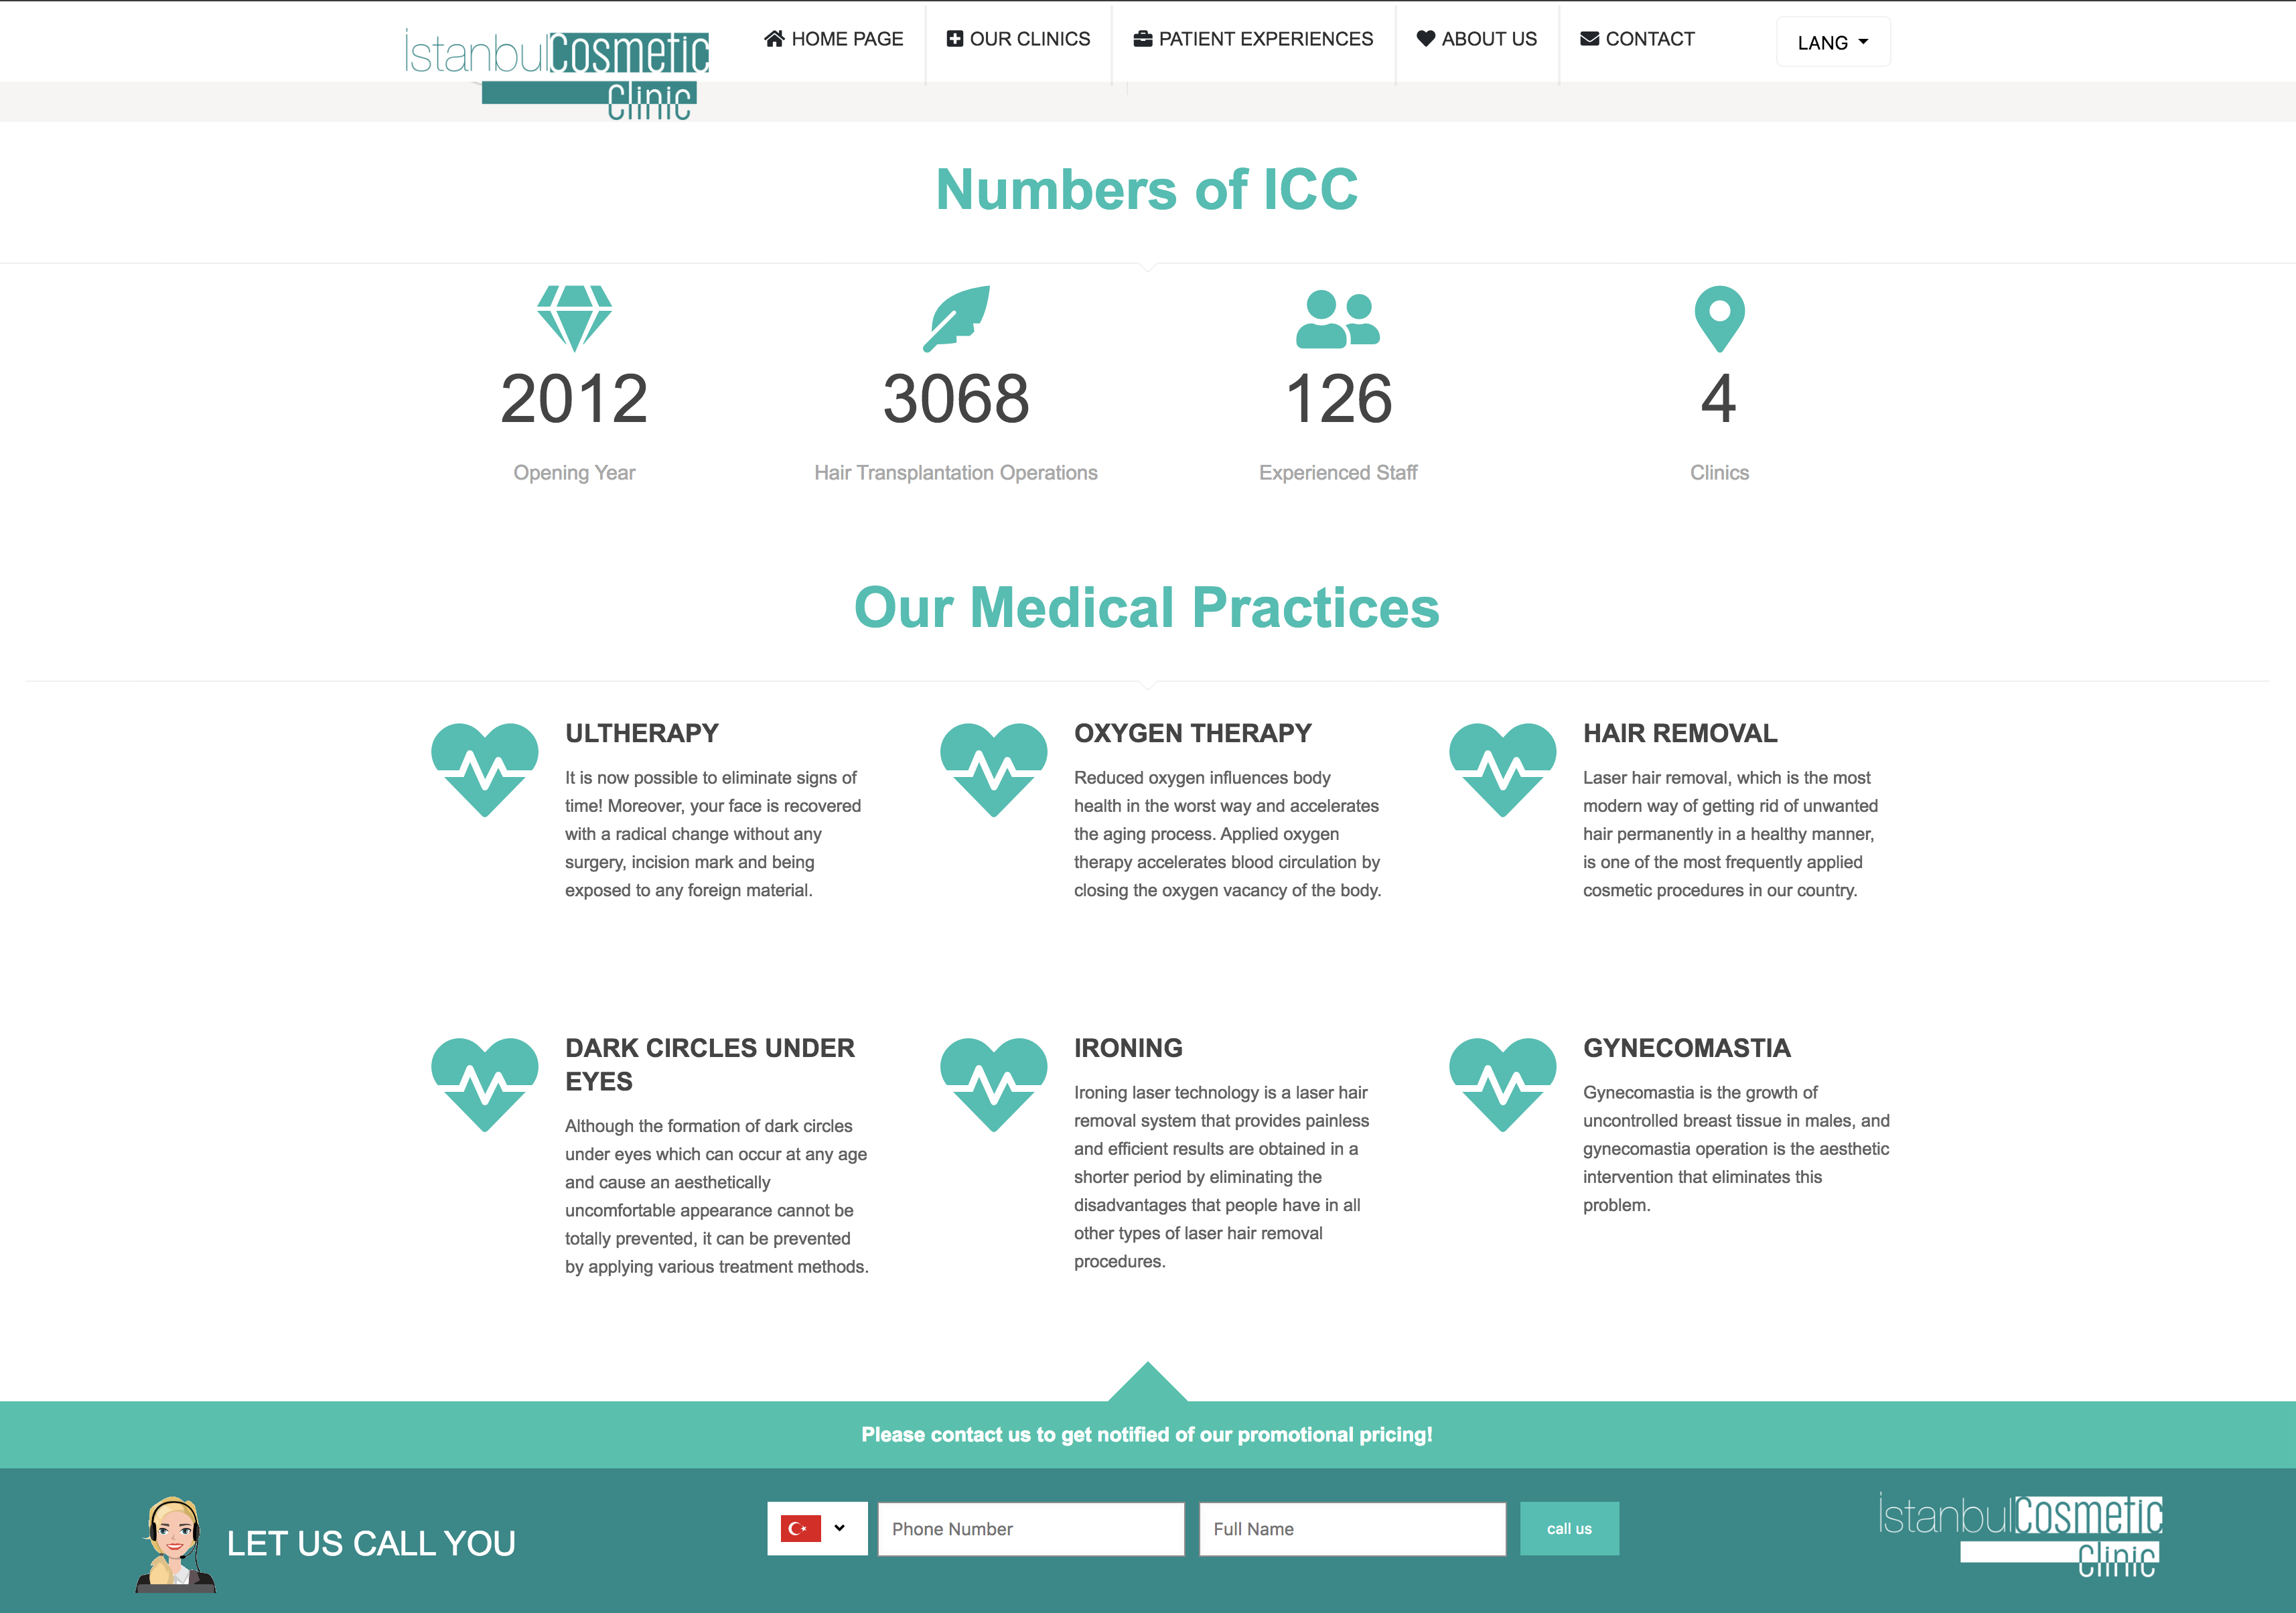 İstanbulCosmetic
Clinic
HOME PAGE
OUR CLINICS
PATIENT EXPERIENCES
ABOUT US
CONTACT
LANG
Numbers of ICC
2012
Opening Year
3068
Hair Transplantation Operations
126
Experienced Staff
4
Clinics
Our Medical Practices
ULTHERAPY
It is now possible to eliminate signs of
time! Moreover, your face is recovered
with a radical change without any
surgery, incision mark and being
exposed to any foreign material.
OXYGEN THERAPY
Reduced oxygen influences body
health in the worst way and accelerates
the aging process. Applied oxygen
therapy accelerates blood circulation by
closing the oxygen vacancy of the body.
HAIR REMOVAL
Laser hair removal, which is the most
modern way of getting rid of unwanted
hair permanently in a healthy manner,
is one of the most frequently applied
cosmetic procedures in our country.
DARK CIRCLES UNDER
EYES
Although the formation of dark circles
under eyes which can occur at any age
and cause an aesthetically
uncomfortable appearance cannot be
totally prevented, it can be prevented
by applying various treatment methods.
IRONING
Ironing laser technology is a laser hair
removal system that provides painless
and efficient results are obtained in a
shorter period by eliminating the
disadvantages that people have in all
other types of laser hair removal
procedures.
GYNECOMASTIA
Gynecomastia is the growth of
uncontrolled breast tissue in males, and
gynecomastia operation is the aesthetic
intervention that eliminates this
problem.
Please contact us to get notified of our promotional pricing!
LET US CALL YOU
Phone Number
Full Name
call us
İstanbulCosmetic
Clinic